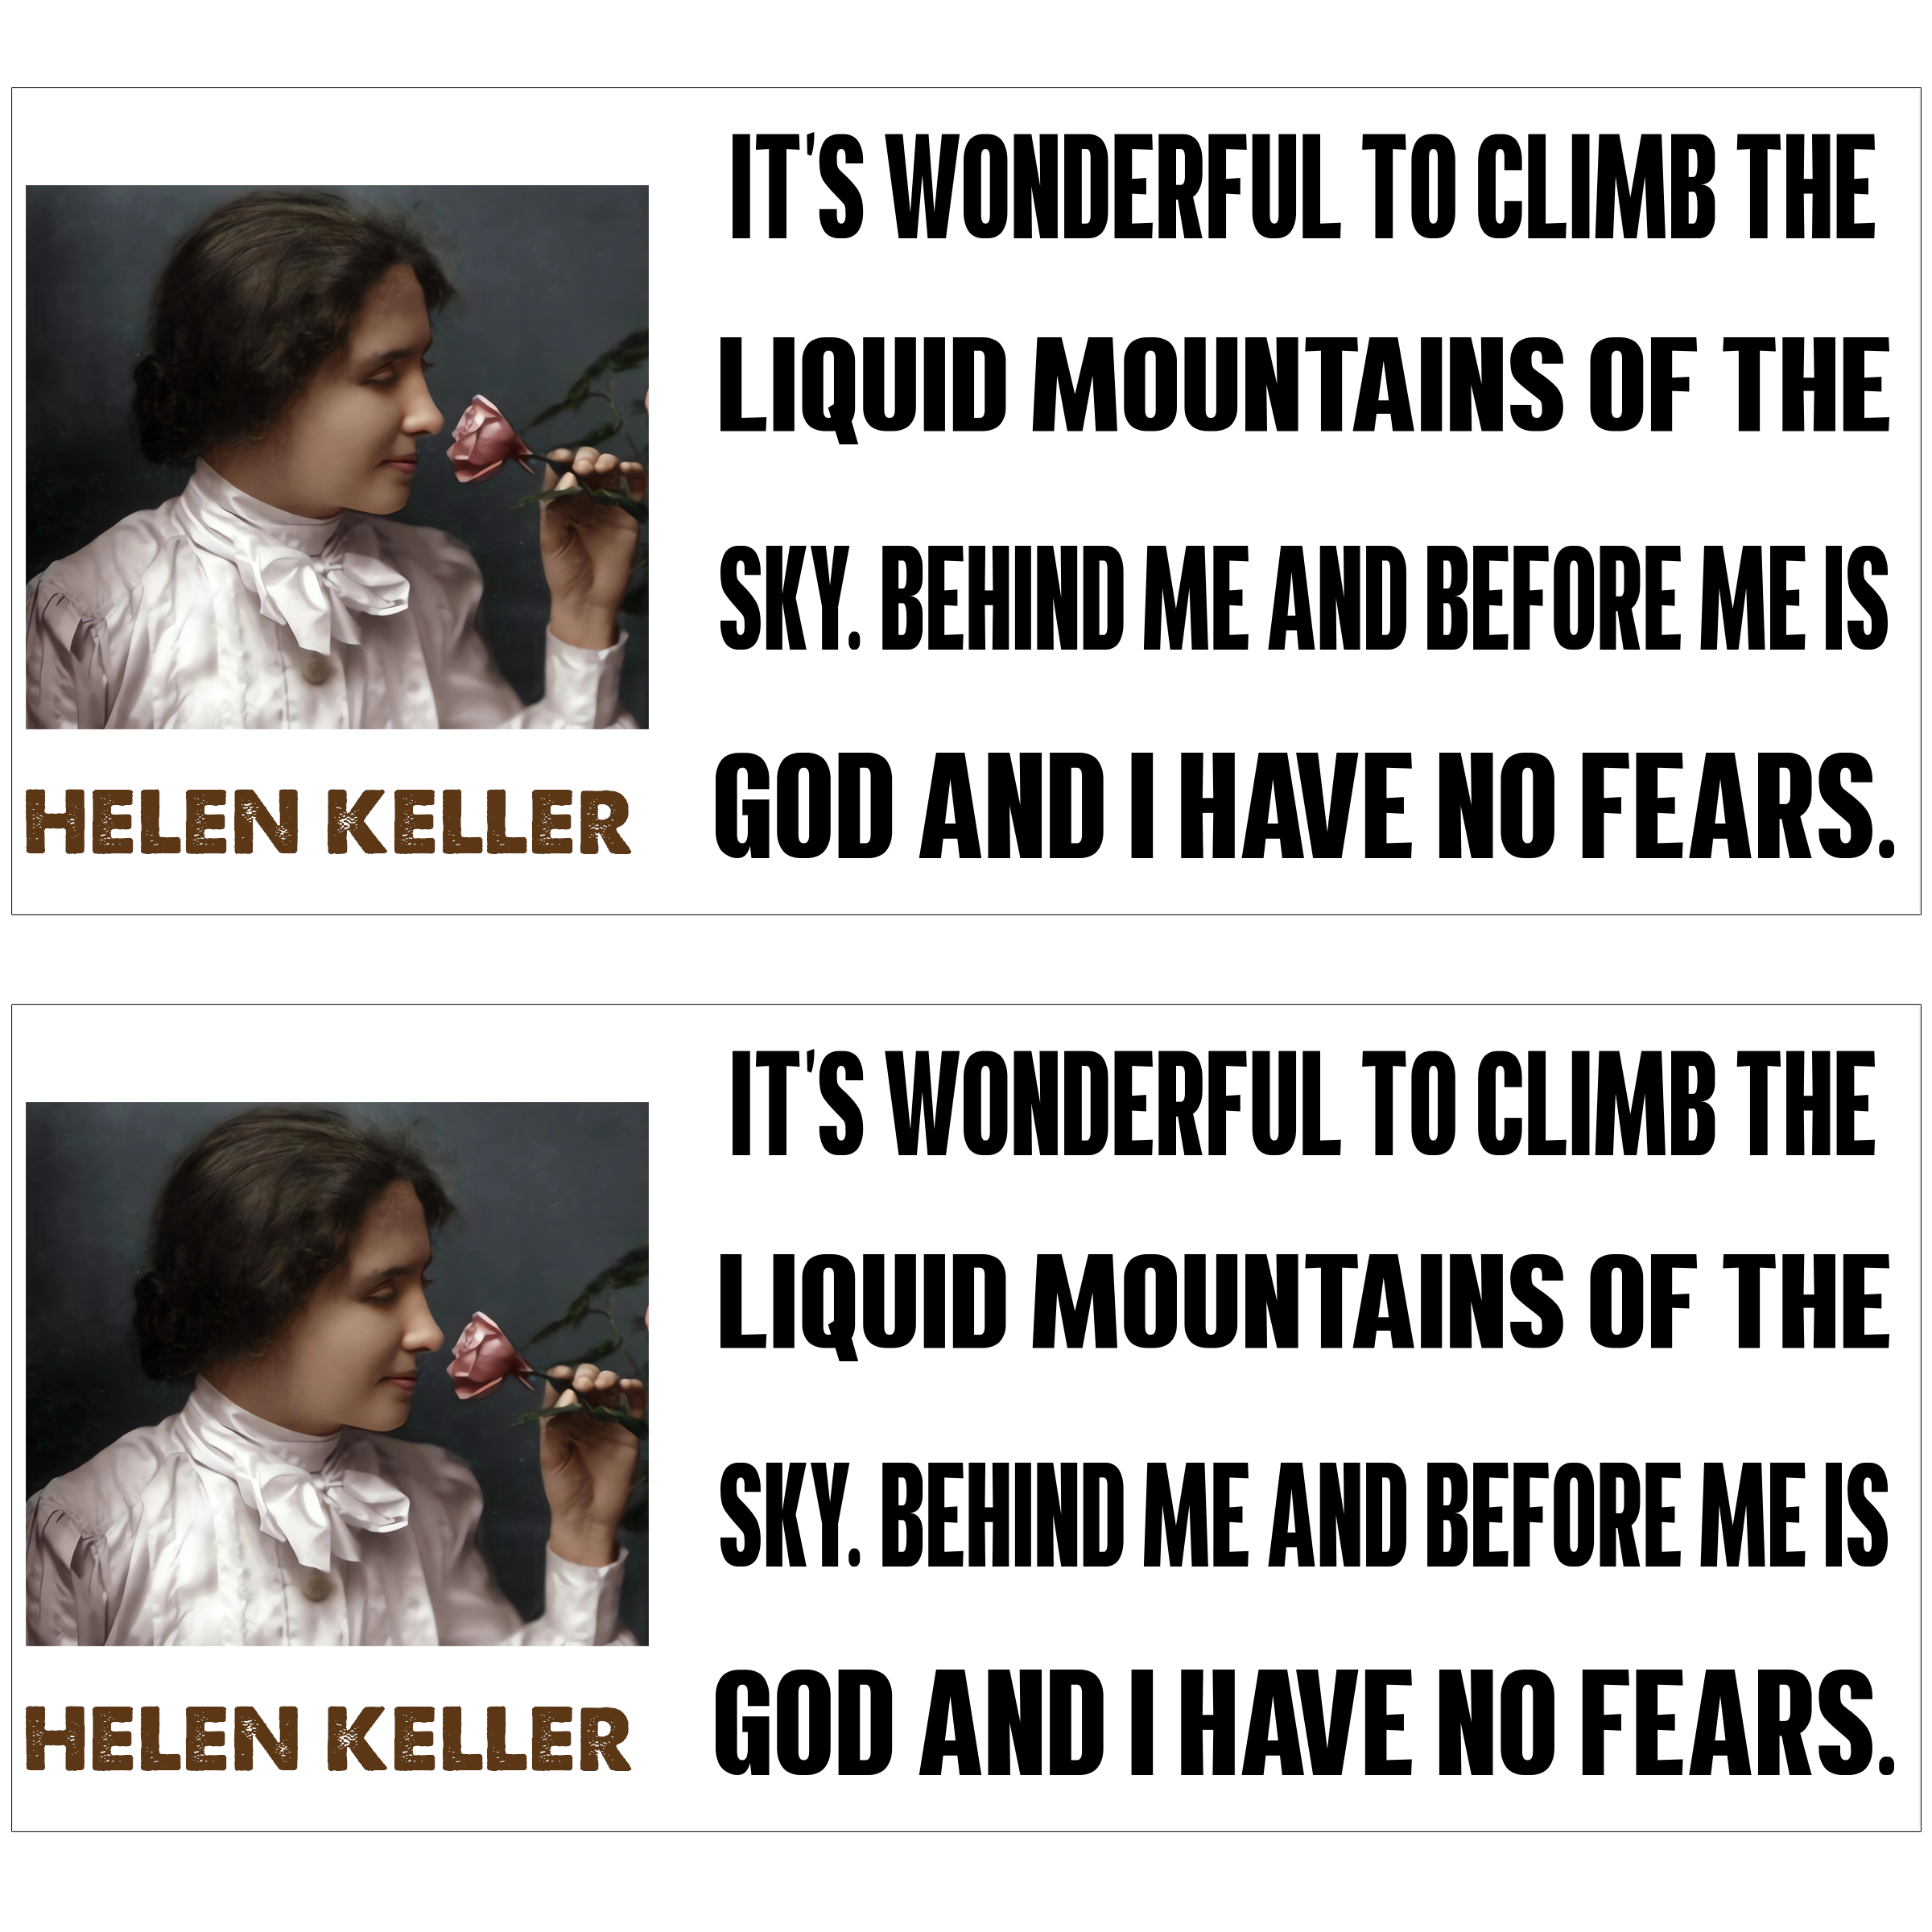 IT'S WONDERFUL TO CLIMB THE
LIQUID MOUNTAINS OF THE
SKY. BEHIND ME AND BEFORE ME IS
GOD AND I HAVE NO FEARS.
HELEN KELLER
IT'S WONDERFUL TO CLIMB THE
LIQUID MOUNTAINS OF THE
SKY. BEHIND ME AND BEFORE ME IS
GOD AND I HAVE NO FEARS.
HELEN KELLER